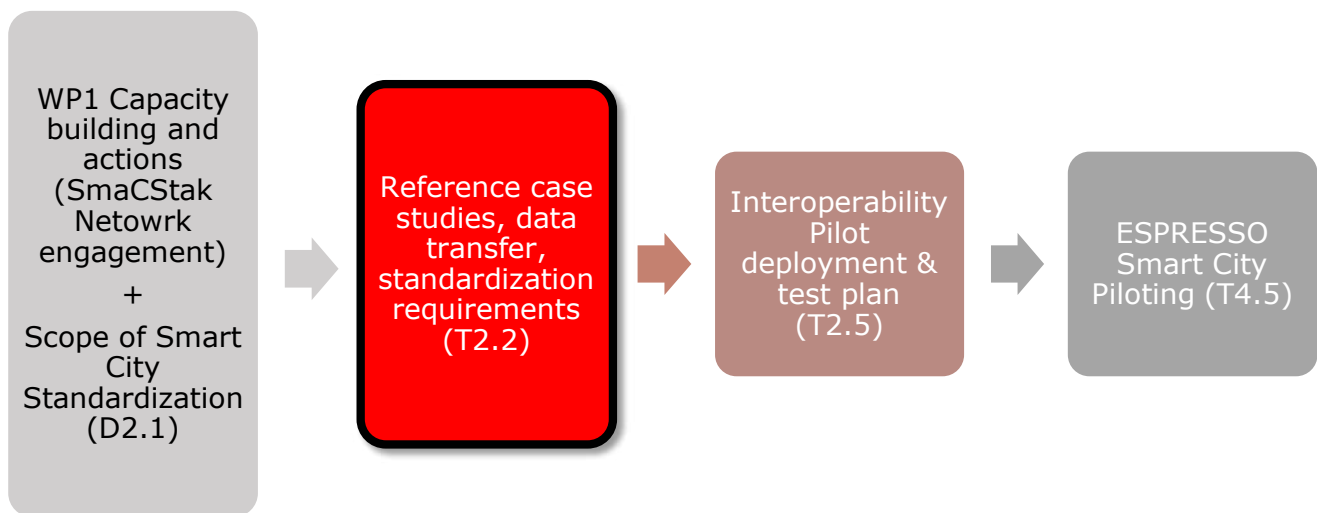 WP1 Capacity
building and
actions
(SmaCStak
Netowrk
engagement)
+
Scope of Smart
City
Standardization
(D2.1)
Reference case
studies, data
transfer,
standardization
requirements
(T2.2)
Interoperability
Pilot
deployment &
test plan
(T2.5)
ESPRESSO
Smart City
Piloting (T4.5)